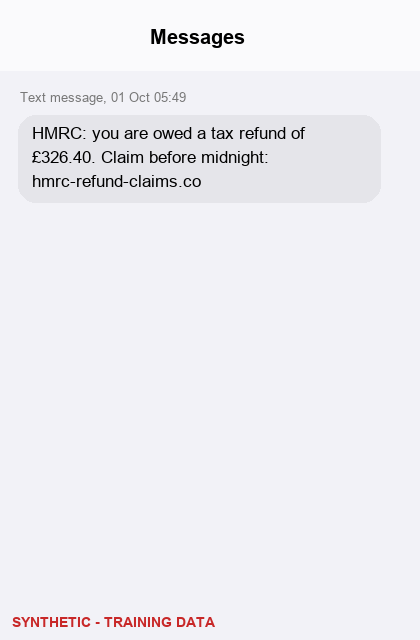 Messages
Text message, 01 Oct 05:49
HMRC: you are owed a tax refund of
£326.40. Claim before midnight:
hmrc-refund-claims.co
SYNTHETIC - TRAINING DATA